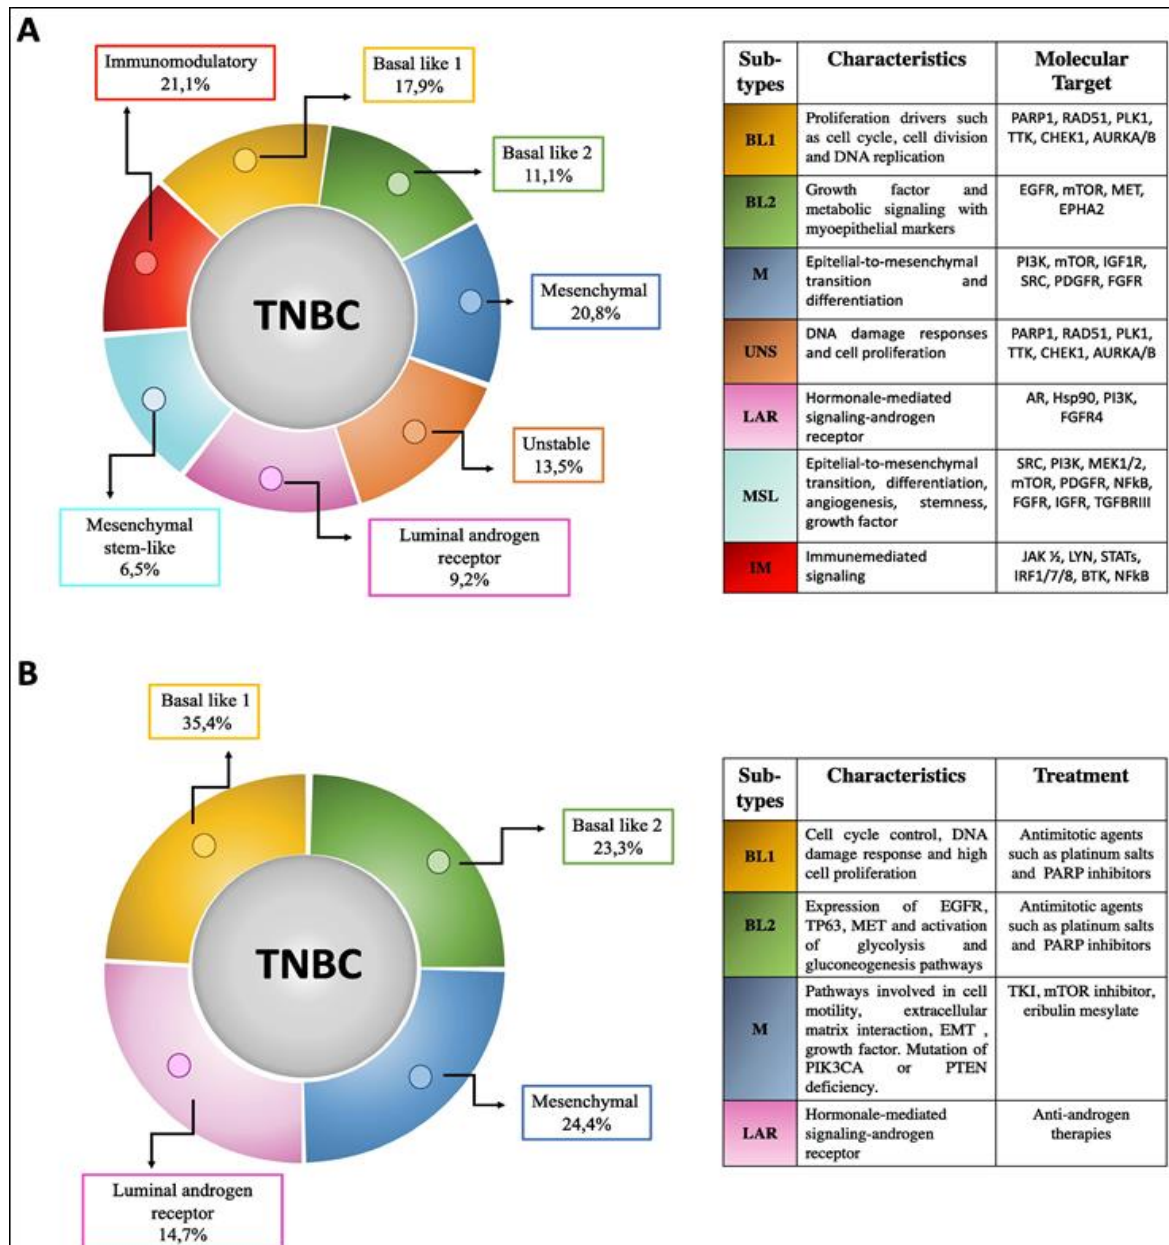 A
Immunomodulatory
21,1%
Basal like 1
17,9%
Basal like 2
11,1%
Mesenchymal
20,8%
TNBC
Unstable
13,5%
Luminal androgen
receptor
9,2%
Mesenchymal
stem-like
6,5%
Sub-
types
Characteristics
Molecular
Target
BL1
Proliferation drivers such
as cell cycle, cell division
and DNA replication
PARP1, RAD51, PLK1,
TTK, CHEK1, AURKA/B
BL2
Growth factor and
metabolic signaling with
myoepithelial markers
EGFR, mTOR, MET,
EPHA2
M
Epitelial-to-mesenchymal
transition and
differentiation
PI3K, mTOR, IGF1R,
SRC, PDGFR, FGFR
UNS
DNA damage responses
and cell proliferation
PARP1, RAD51, PLK1,
TTK, CHEK1, AURKA/B
LAR
Hormonale-mediated
signaling-androgen
receptor
AR, Hsp90, PI3K,
FGFR4
MSL
Epitelial-to-mesenchymal
transition, differentiation,
angiogenesis, stemness,
growth factor
SRC, PI3K, MEK1/2,
mTOR, PDGFR, NFkB,
FGFR, IGFR, TGFBRIII
IM
Immunemediated
signaling
JAK ½, LYN, STATs,
IRF1/7/8, BTK, NFkB
B
Basal like 1
35,4%
Basal like 2
23,3%
TNBC
Mesenchymal
24,4%
Luminal androgen
receptor
14,7%
Sub-
types
Characteristics
Treatment
BL1
Cell cycle control, DNA
damage response and high
cell proliferation
Antimitotic agents
such as platinum salts
and PARP inhibitors
BL2
Expression of EGFR,
TP63, MET and activation
of glycolysis and
gluconeogenesis pathways
Antimitotic agents
such as platinum salts
and PARP inhibitors
M
Pathways involved in cell
motility, extracellular
matrix interaction, EMT ,
growth factor. Mutation of
PIK3CA or PTEN
deficiency.
TKI, mTOR inhibitor,
eribulin mesylate
LAR
Hormonale-mediated
signaling-androgen
receptor
Anti-androgen
therapies